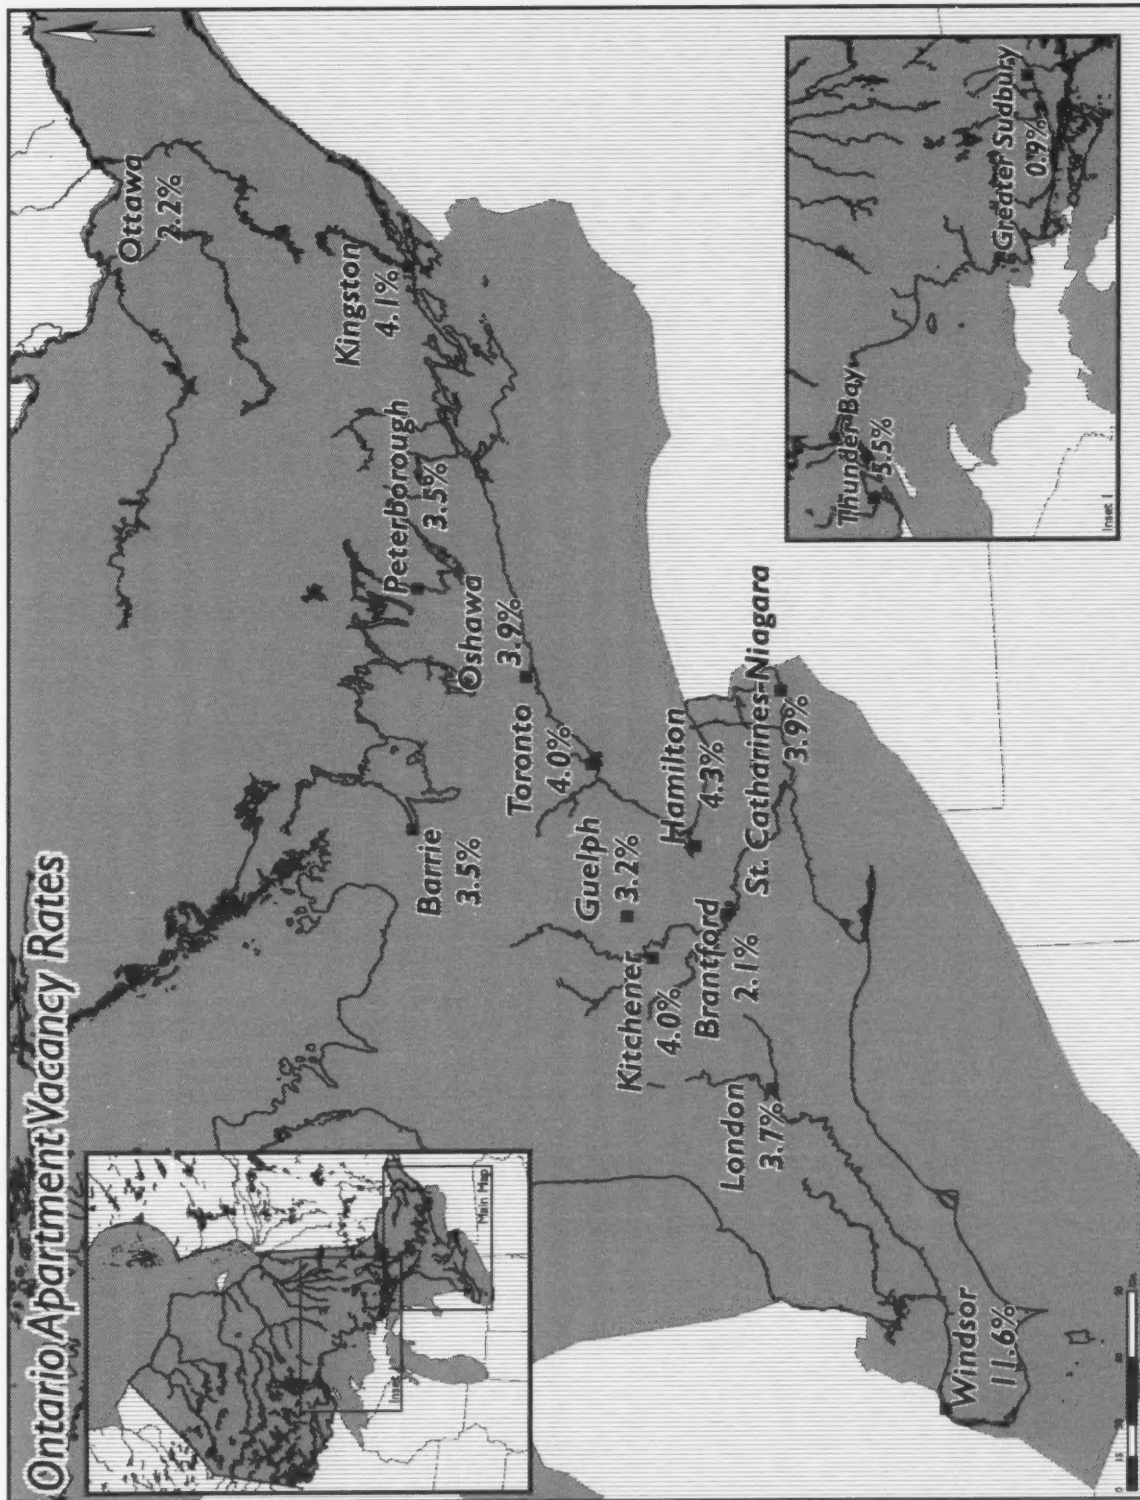 Ontario Apartment Vacancy Rates
Ottawa
2.2%
Kingston
4.1%
Peterborough
3.5%
Oshawa
3.9%
Barrie
3.5%
Toronto
4.0%
Guelph
3.2%
Hamilton
4.3%
Kitchener
4.0%
Brantford
2.1%
St. Catharines-Niagara
3.9%
London
3.7%
Windsor
11.6%
Main Map
Thunder Bay
5.5%
Greater Sudbury
0.9%
Inset 1